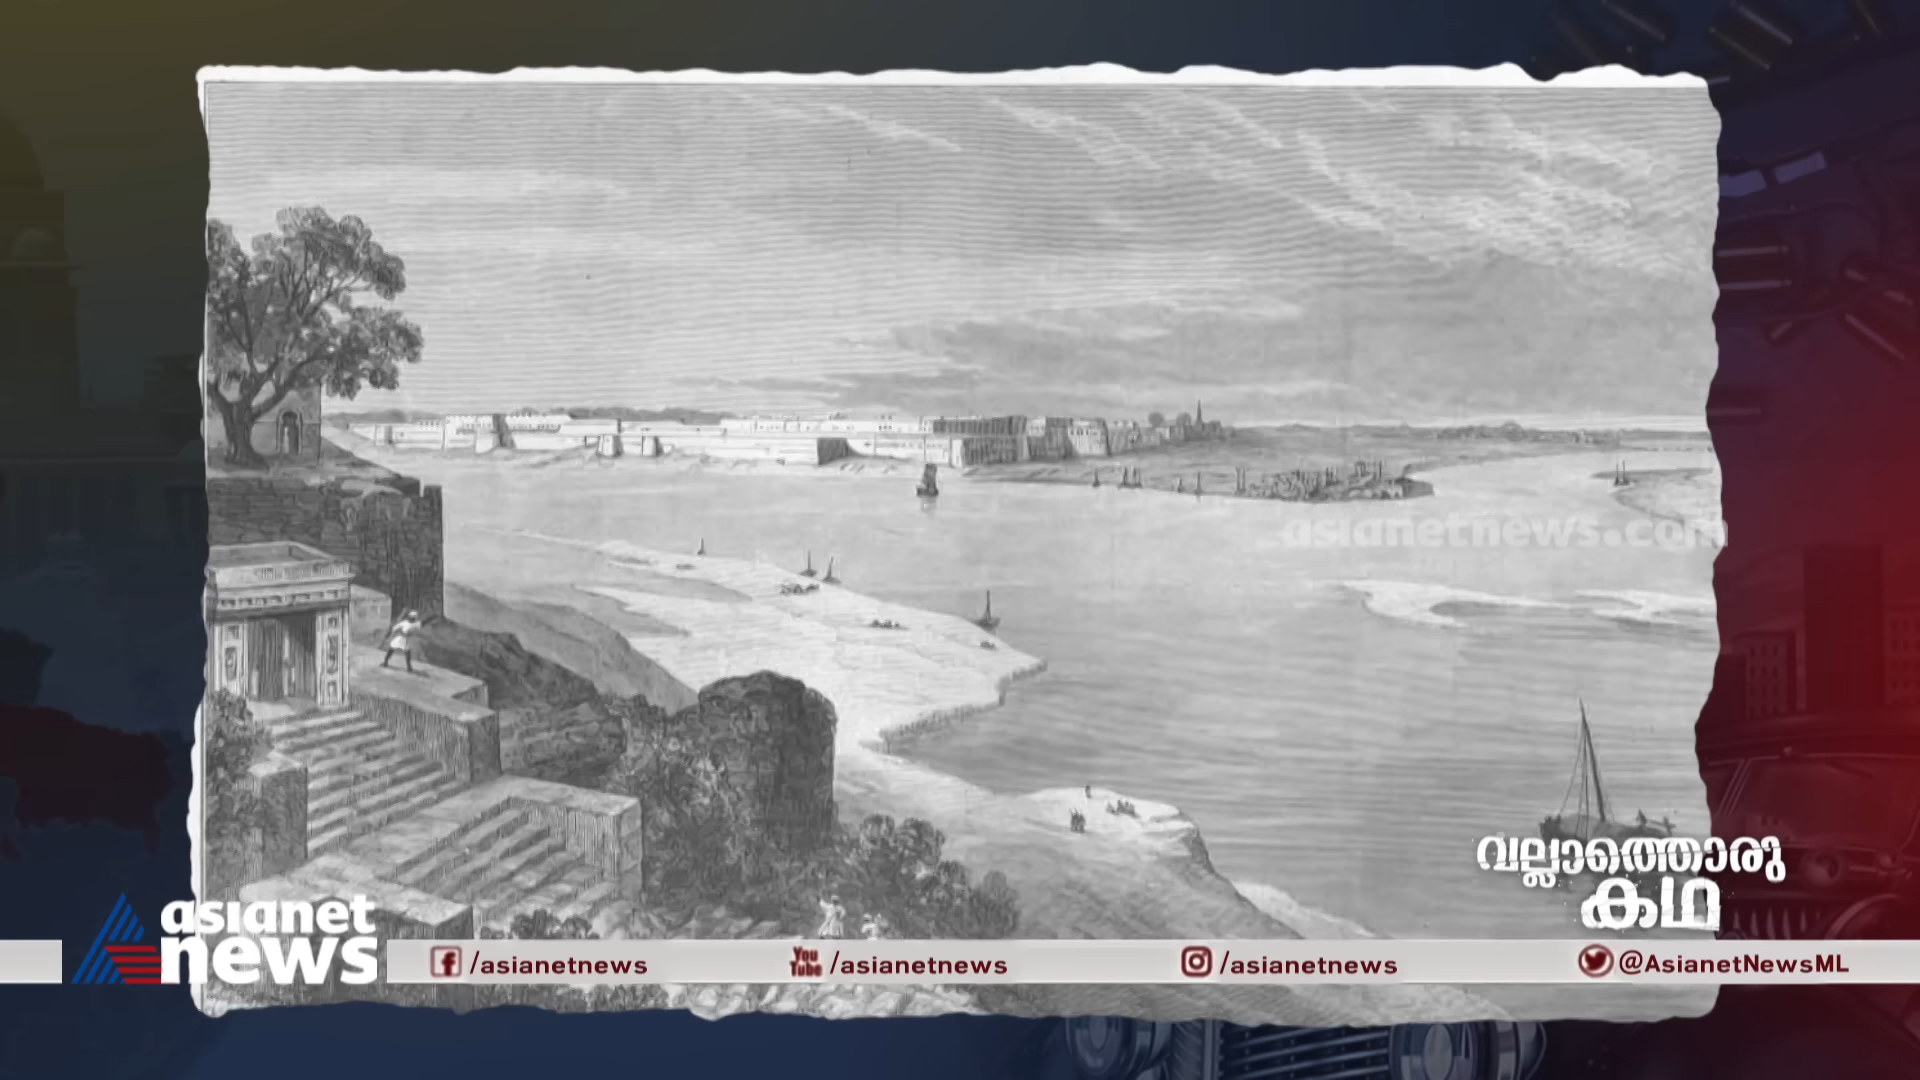 asianetnews.com
വല്ലാത്തൊരു
കഥ
asianet
news
/asianetnews
You
Tube
/asianetnews
/asianetnews
@AsianetNewsML